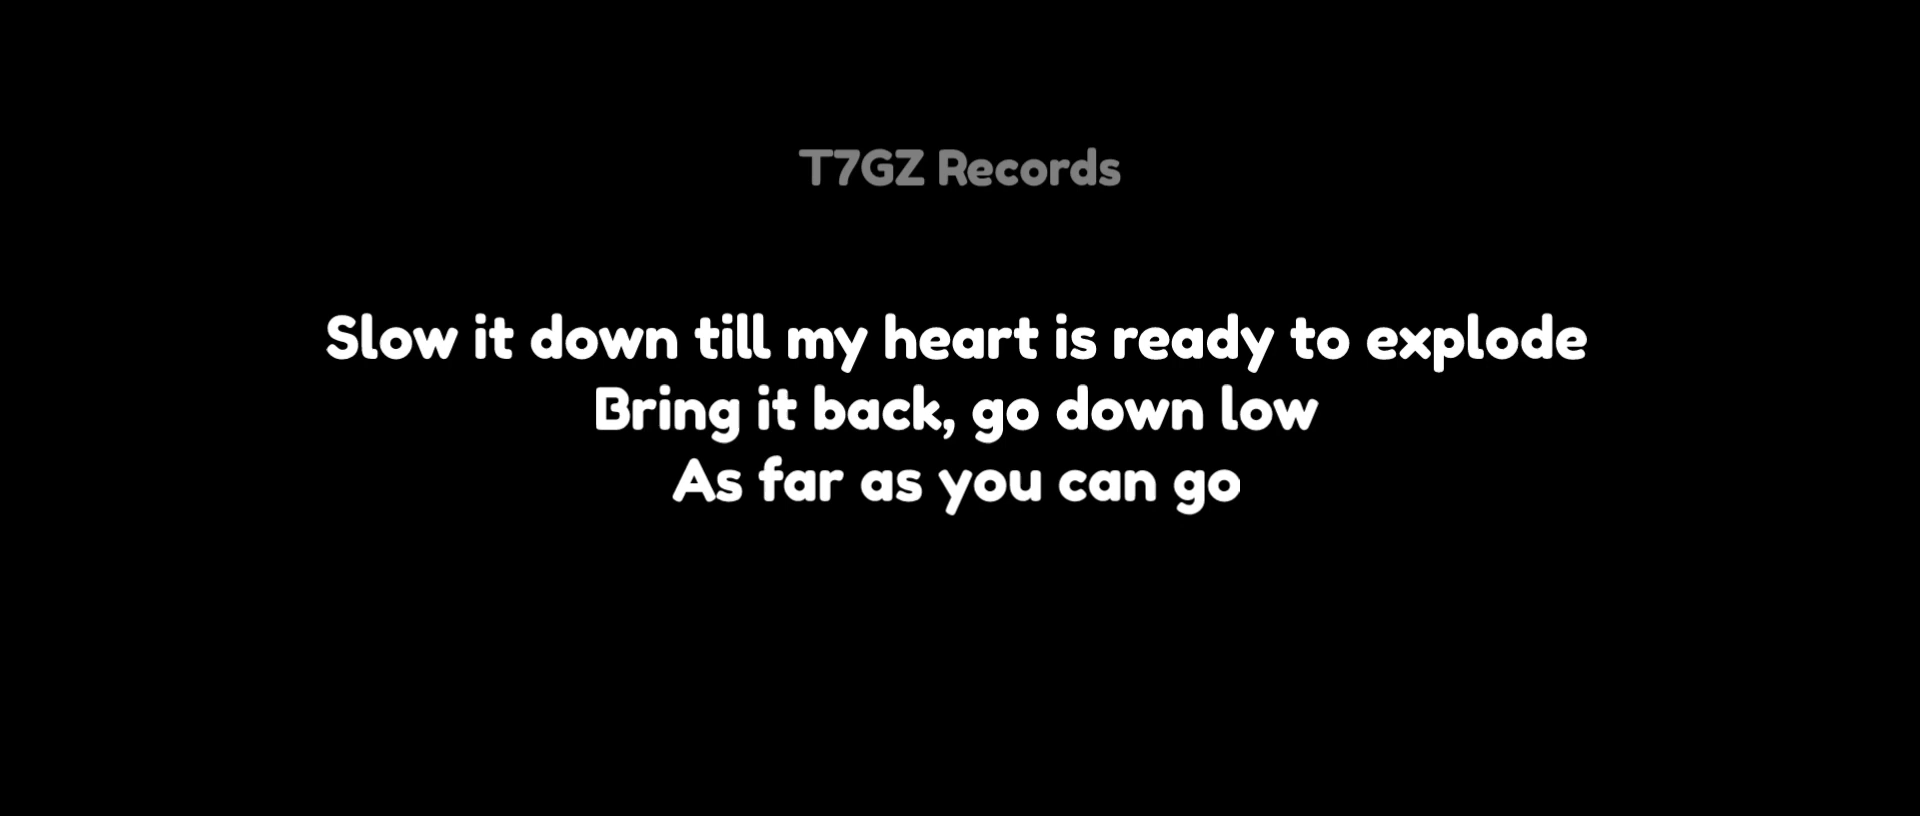 T7GZ Records
Slow it down till my heart is ready to explode
Bring it back, go down low
As far as you can go